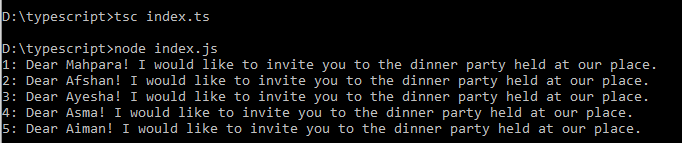 D:\typescript>tsc index.ts
D:\typescript>node index.js
1: Dear Mahpara! I would like to invite you to the dinner party held at our place.
2: Dear Afshan! I would like to invite you to the dinner party held at our place.
3: Dear Ayesha! I would like to invite you to the dinner party held at our place.
4: Dear Asma! I would like to invite you to the dinner party held at our place.
5: Dear Aiman! I would like to invite you to the dinner party held at our place.